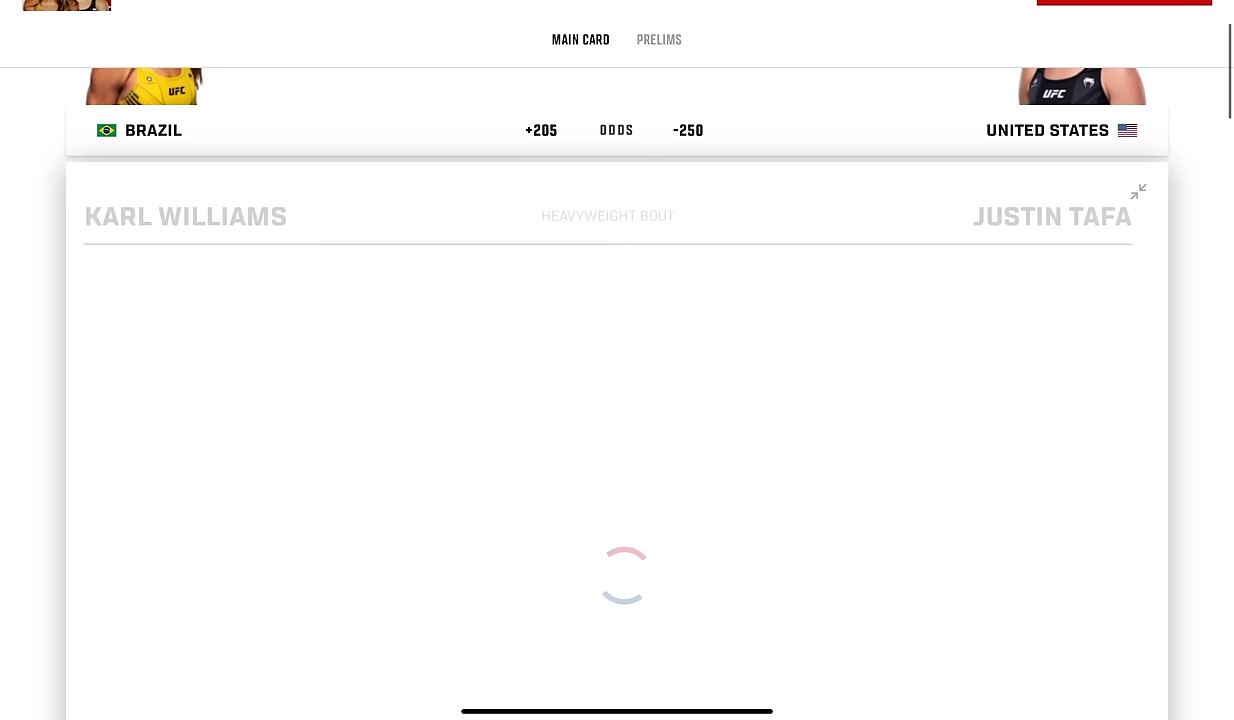 MAIN CARD PRELIMS
UFC UFC
BRAZIL +205 ODDS -250 UNITED STATES
KARL WILLIAMS HEAVYWEIGHT BOUT JUSTIN TAFA